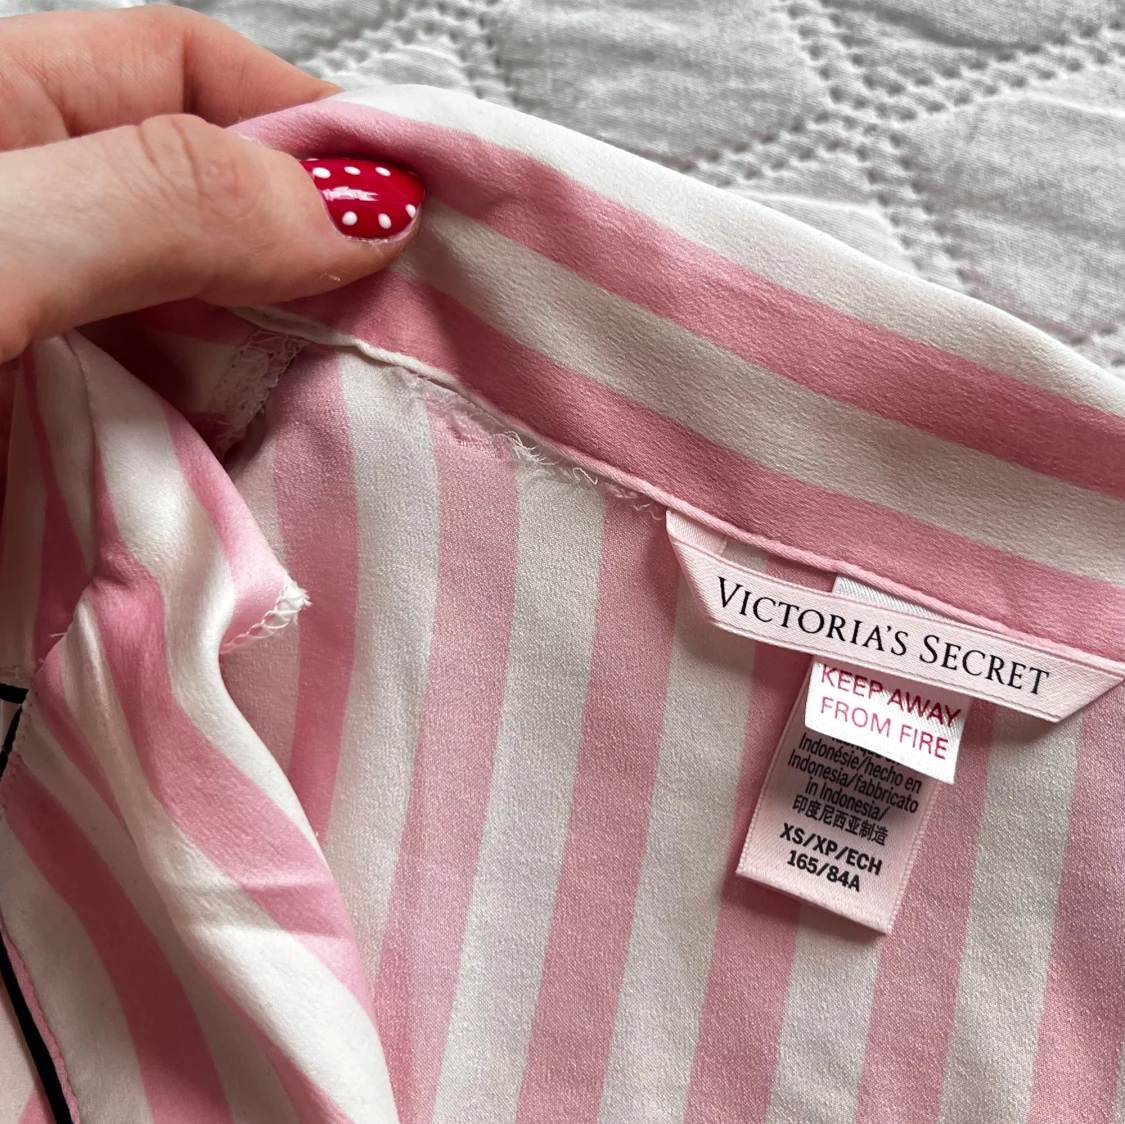 VICTORIA'S SECRET
KEEP AWAY
FROM FIRE
Indonésie/hecho en
Indonesia/fabbricato
in Indonesia/
印度尼西亚制造
XS/XP/ECH
165/84A